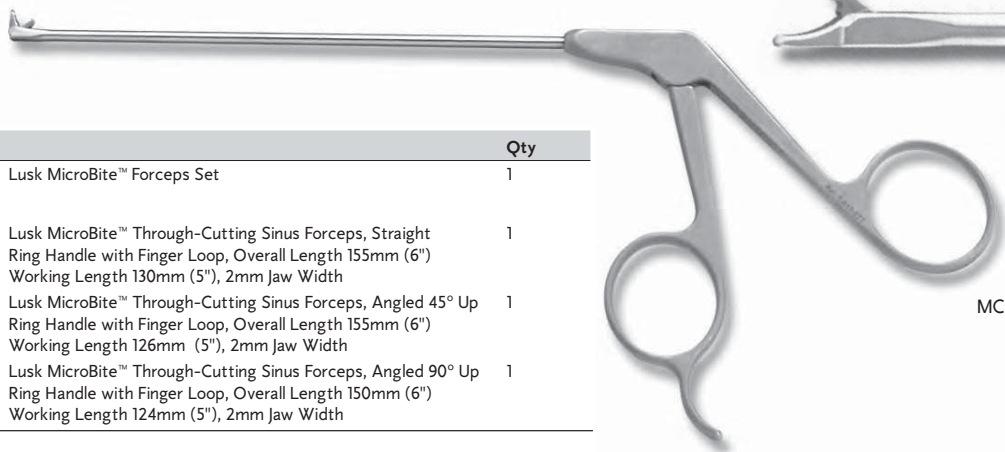 Qty
Lusk MicroBite™ Forceps Set 1
Lusk MicroBite™ Through-Cutting Sinus Forceps, Straight 1
Ring Handle with Finger Loop, Overall Length 155mm (6")
Working Length 130mm (5"), 2mm Jaw Width
Lusk MicroBite™ Through-Cutting Sinus Forceps, Angled 45° Up 1
Ring Handle with Finger Loop, Overall Length 155mm (6")
Working Length 126mm (5"), 2mm Jaw Width
Lusk MicroBite™ Through-Cutting Sinus Forceps, Angled 90° Up 1
Ring Handle with Finger Loop, Overall Length 150mm (6")
Working Length 124mm (5"), 2mm Jaw Width
MC